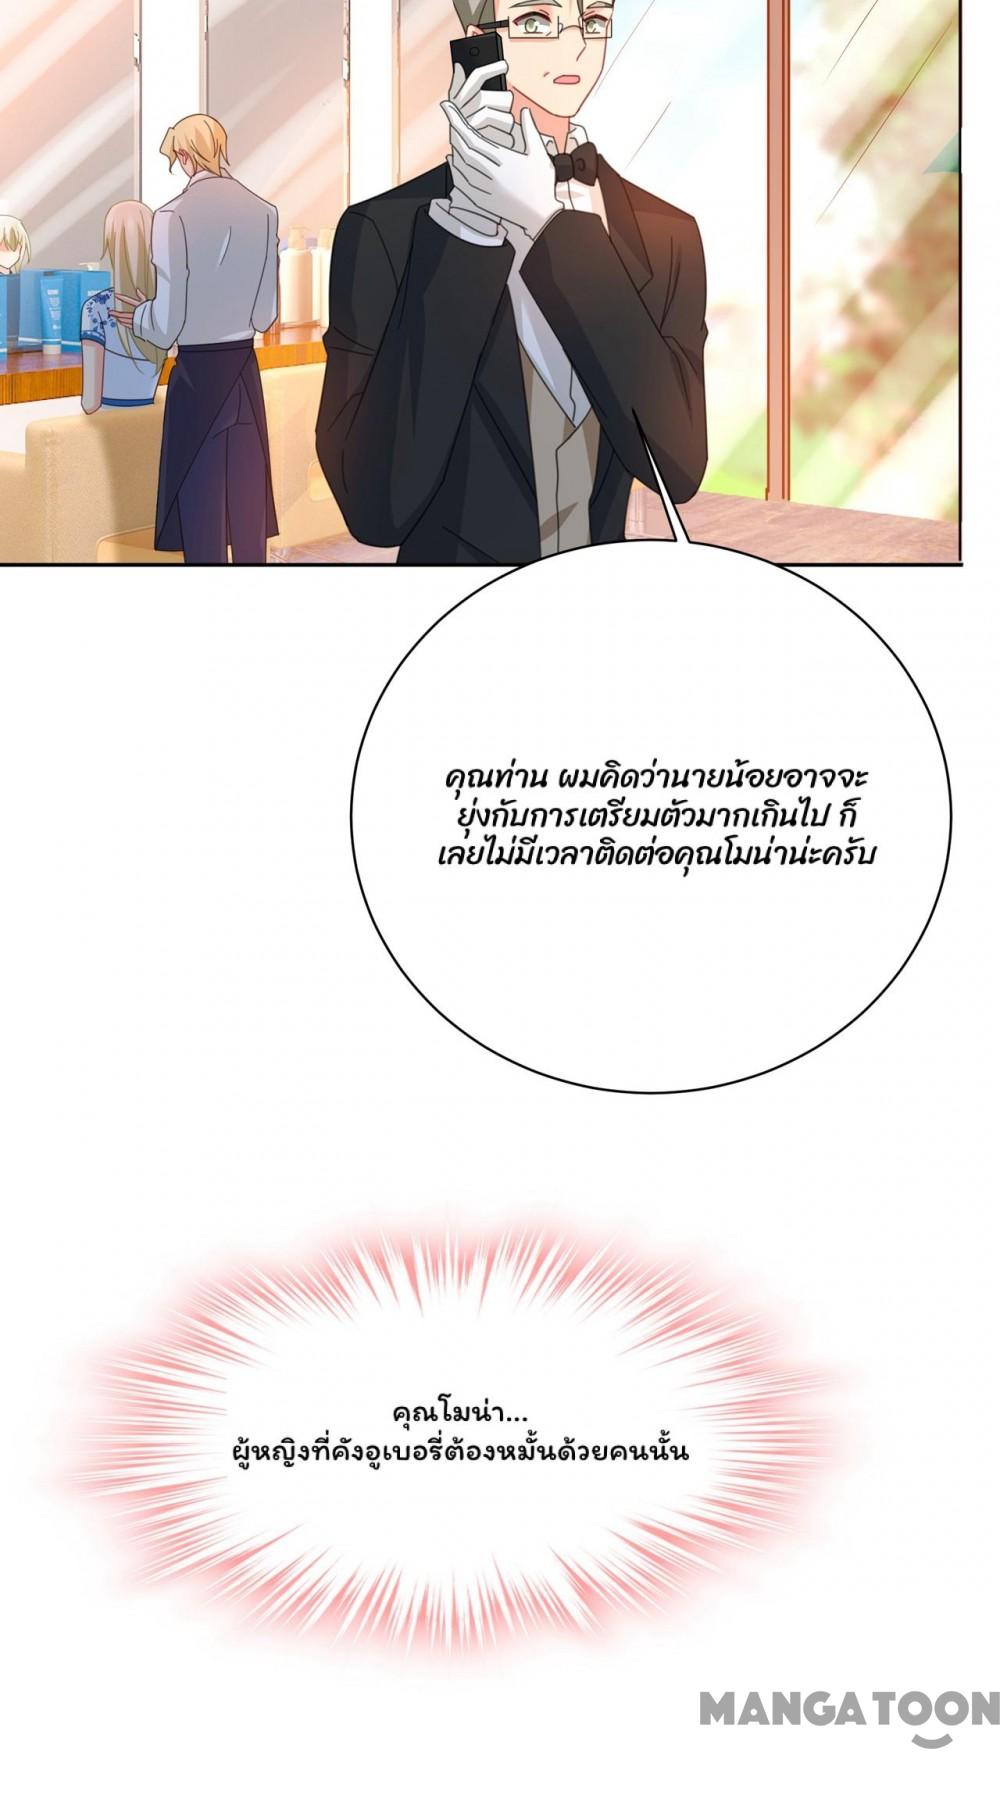 คุณท่าน ผมคิดว่านายน้อยอาจจะ
ยุ่งกับการเตรียมตัวมากเกินไป ก็
เลยไม่มีเวลาติดต่อคุณโมน่าน่ะครับ
คุณโมน่า...
ผู้หญิงที่คังอูเบอรี่ต้องหมั้นด้วยคนนั้น
MANGATOON